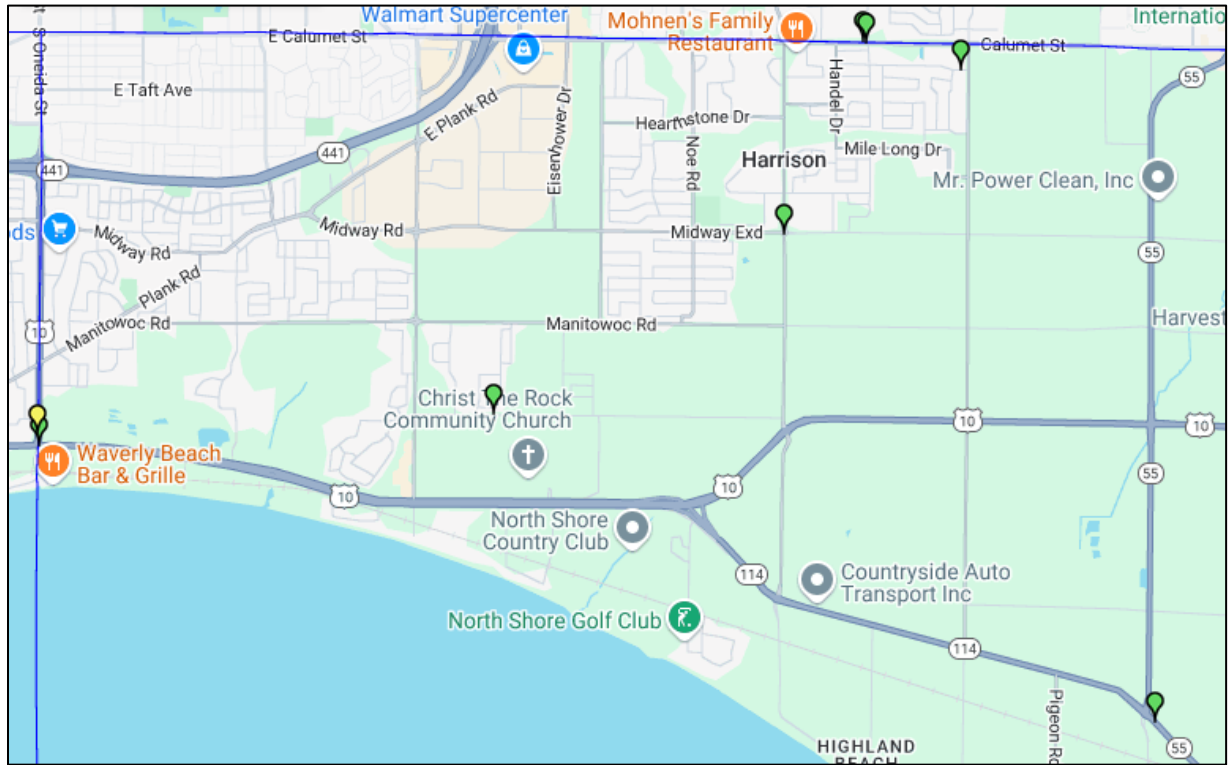 Walmart Supercenter
Mohnen's Family
Restaurant
Internatio
E Calumet St
Calumet St
S Oneida St
55
E Taft Ave
E Plank Rd
Eisenhower Dr
Hearthstone Dr
Noe Rd
Handel Dr
Mile Long Dr
441
441
Harrison
Mr. Power Clean, Inc
ods
Midway Rd
Midway Rd
Midway Exd
55
Plank Rd
Manitowoc Rd
Manitowoc Rd
10
Harvest
Christ The Rock
Community Church
10
10
Waverly Beach
Bar & Grille
10
10
55
North Shore
Country Club
114
Countryside Auto
Transport Inc
North Shore Golf Club
114
Pigeon Rd
HIGHLAND
BEACH
55